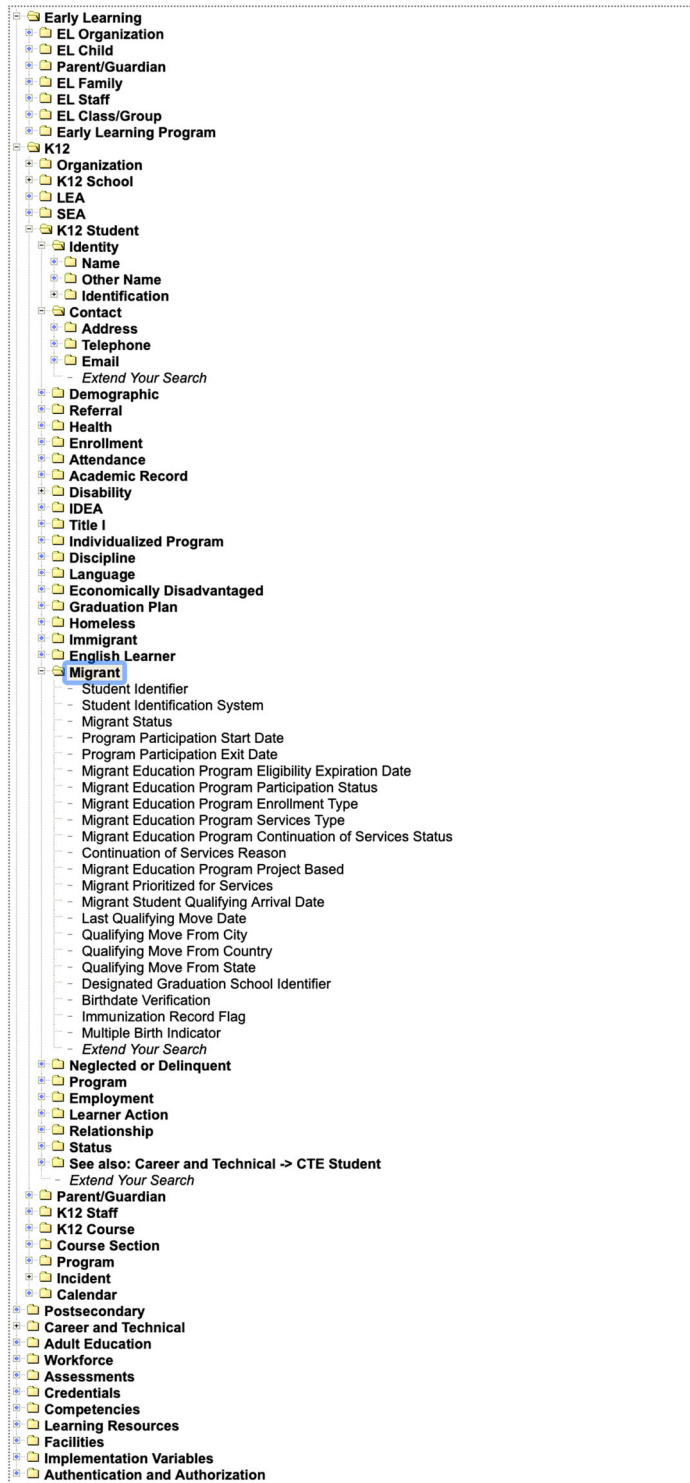 Early Learning
EL Organization
EL Child
Parent/Guardian
EL Family
EL Staff
EL Class/Group
Early Learning Program
K12
Organization
K12 School
LEA
SEA
K12 Student
Identity
Name
Other Name
Identification
Contact
Address
Telephone
Email
- Extend Your Search
Demographic
Referral
Health
Enrollment
Attendance
Academic Record
Disability
IDEA
Title I
Individualized Program
Discipline
Language
Economically Disadvantaged
Graduation Plan
Homeless
Immigrant
English Learner
Migrant
- Student Identifier
- Student Identification System
- Migrant Status
- Program Participation Start Date
- Program Participation Exit Date
- Migrant Education Program Eligibility Expiration Date
- Migrant Education Program Participation Status
- Migrant Education Program Enrollment Type
- Migrant Education Program Services Type
- Migrant Education Program Continuation of Services Status
- Continuation of Services Reason
- Migrant Education Program Project Based
- Migrant Prioritized for Services
- Migrant Student Qualifying Arrival Date
- Last Qualifying Move Date
- Qualifying Move From City
- Qualifying Move From Country
- Qualifying Move From State
- Designated Graduation School Identifier
- Birthdate Verification
- Immunization Record Flag
- Multiple Birth Indicator
- Extend Your Search
Neglected or Delinquent
Program
Employment
Learner Action
Relationship
Status
See also: Career and Technical -> CTE Student
- Extend Your Search
Parent/Guardian
K12 Staff
K12 Course
Course Section
Program
Incident
Calendar
Postsecondary
Career and Technical
Adult Education
Workforce
Assessments
Credentials
Competencies
Learning Resources
Facilities
Implementation Variables
Authentication and Authorization